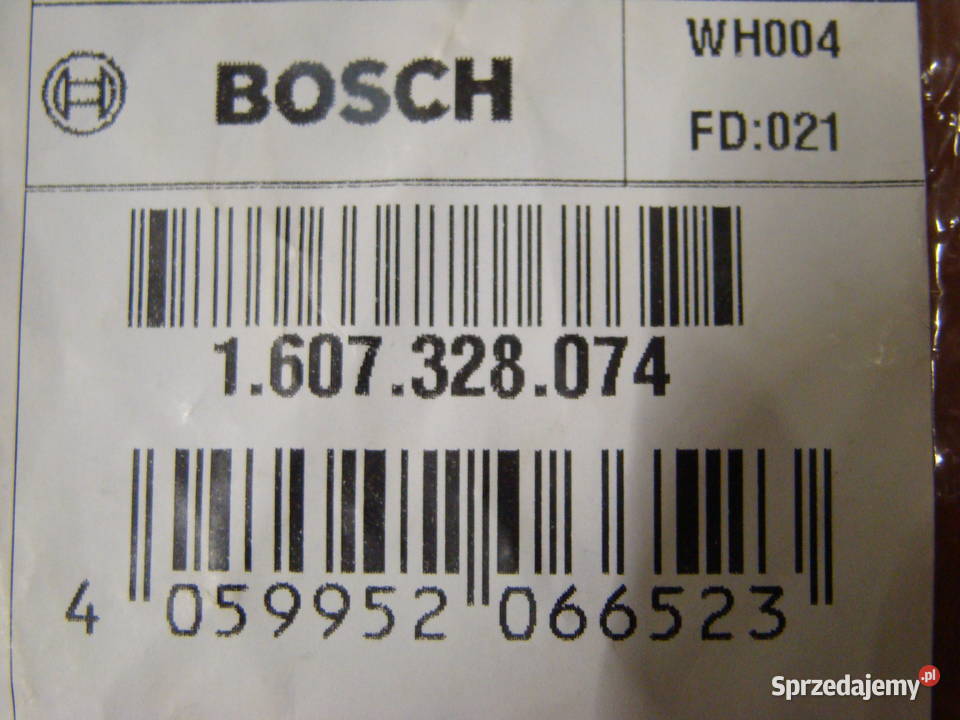 BOSCH
WH004
FD:021
1.607.328.074
4 059952 066523
Sprzedajemy.pl